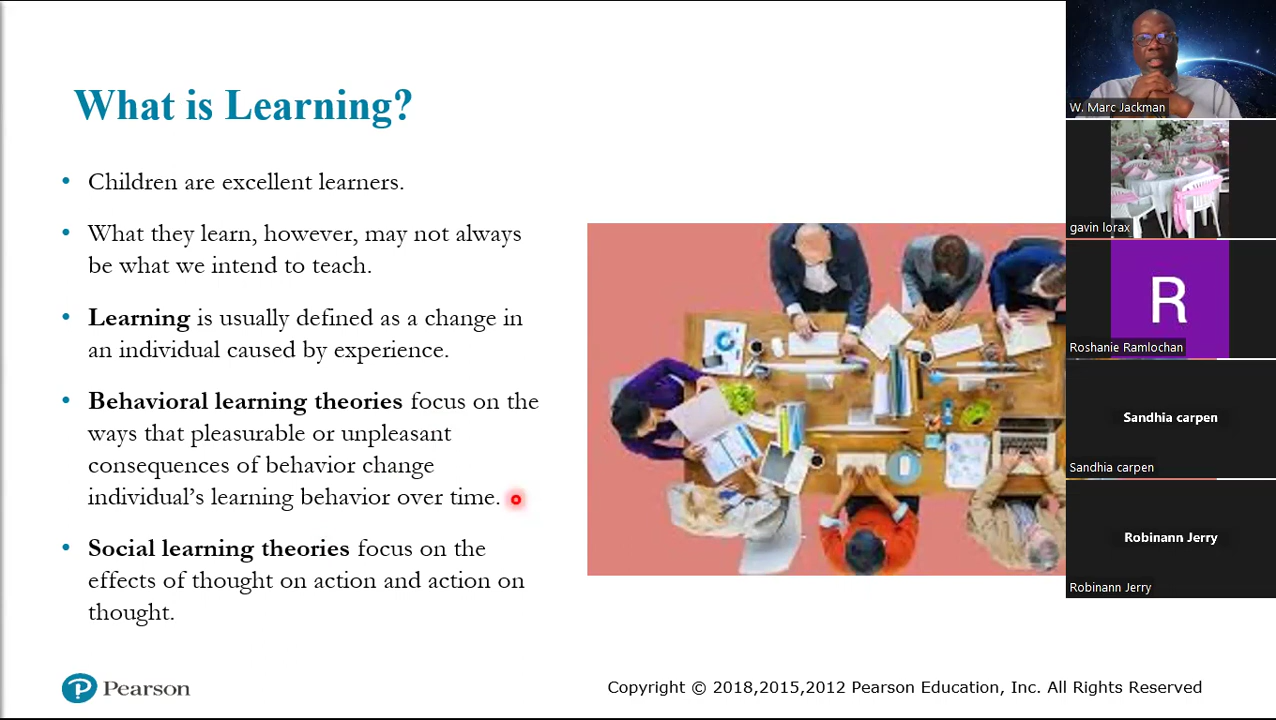 What is Learning?
• Children are excellent learners.
• What they learn, however, may not always
be what we intend to teach.
• Learning is usually defined as a change in
an individual caused by experience.
• Behavioral learning theories focus on the
ways that pleasurable or unpleasant
consequences of behavior change
individual's learning behavior over time.
• Social learning theories focus on the
effects of thought on action and action on
thought.
Pearson
Copyright © 2018,2015,2012 Pearson Education, Inc. All Rights Reserved
W. Marc Jackman
gavin lorax
R
Roshanie Ramlochan
Sandhia carpen
Sandhia carpen
Robinann Jerry
Robinann Jerry